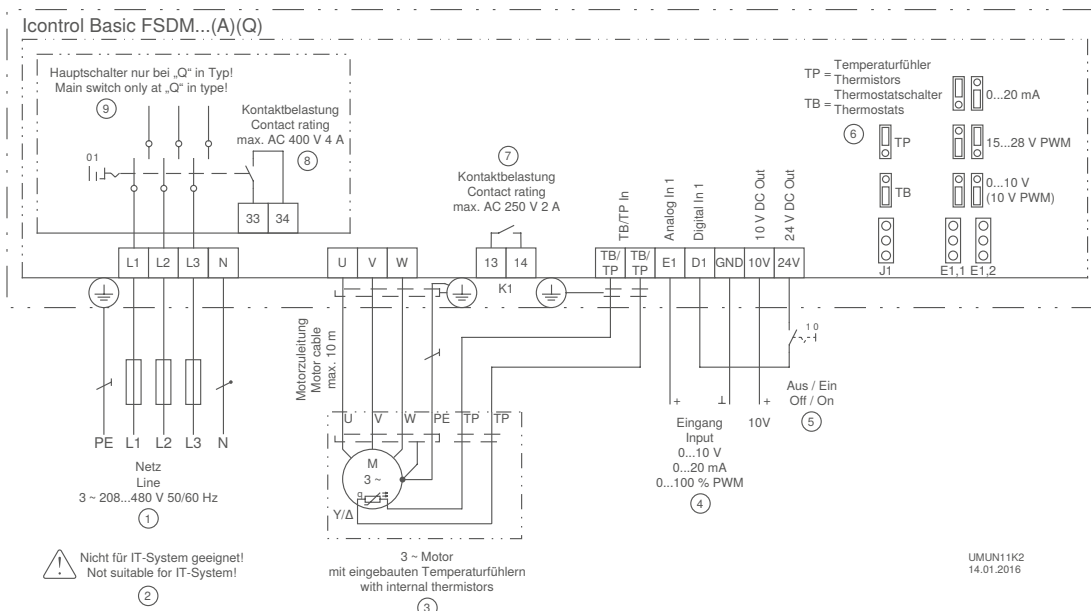 Icontrol Basic FSDM...(A)(Q)
Hauptschalter nur bei „Q“ in Typ!
Main switch only at „Q“ in type!
9
Kontaktbelastung
Contact rating
max. AC 400 V 4 A
8
0 1
33 34
7
Kontaktbelastung
Contact rating
max. AC 250 V 2 A
TB/TP In
Analog In 1
Digital In 1
10 V DC Out
24 V DC Out
TP = Temperaturfühler
Thermistors
TB = Thermostatschalter
Thermostats
6
0...20 mA
TP
15...28 V PWM
TB
0...10 V
(10 V PWM)
J1 E1,1 E1,2
L1 L2 L3 N
U V W
13 14
K1
TB/TP TB/TP E1 D1 GND 10V 24V
Motorzuleitung
Motor cable
max. 10 m
1 0
Aus / Ein
Off / On
5
PE L1 L2 L3 N
Netz
Line
3 ~ 208...480 V 50/60 Hz
1
U V W PE TP TP
M
3 ~
Y/Δ
+ ⊥ +
10V
Eingang
Input
0...10 V
0...20 mA
0...100 % PWM
4
Nicht für IT-System geeignet!
Not suitable for IT-System!
2
3 ~ Motor
mit eingebauten Temperaturfühlern
with internal thermistors
3
UMUN11K2
14.01.2016